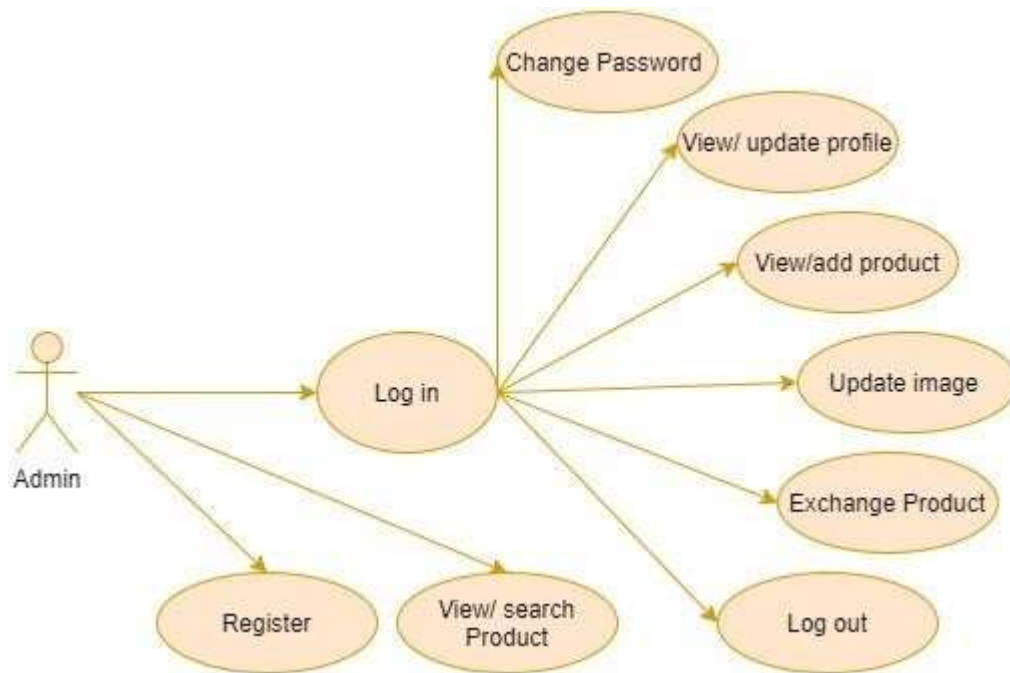 Change Password
View/ update profile
View/add product
Log in
Update image
Admin
Exchange Product
Register
View/ search
Product
Log out